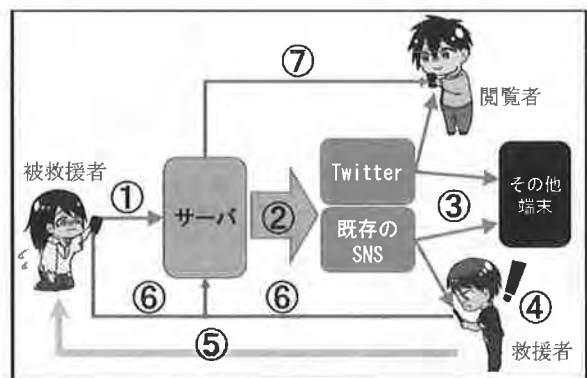 ⑦
閲覧者
被救援者
①
サーバ
②
Twitter
既存の
SNS
③
その他
端末
④
⑥
⑥
⑤
救援者